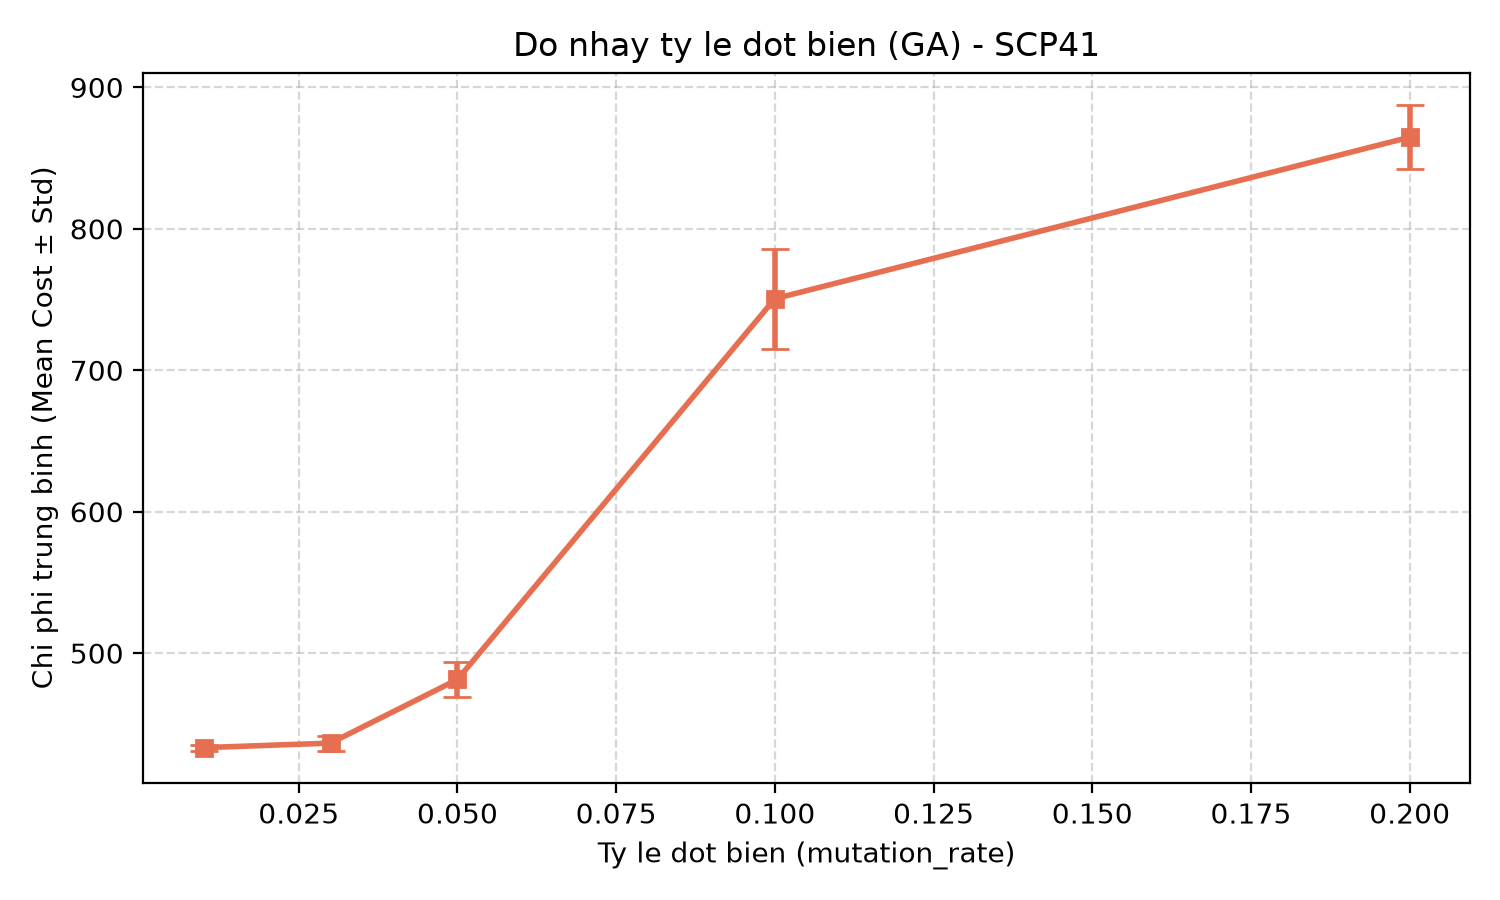 Do nhay ty le dot bien (GA) - SCP41
Chi phi trung binh (Mean Cost ± Std)
900
800
700
600
500
0.025 0.050 0.075 0.100 0.125 0.150 0.175 0.200
Ty le dot bien (mutation_rate)